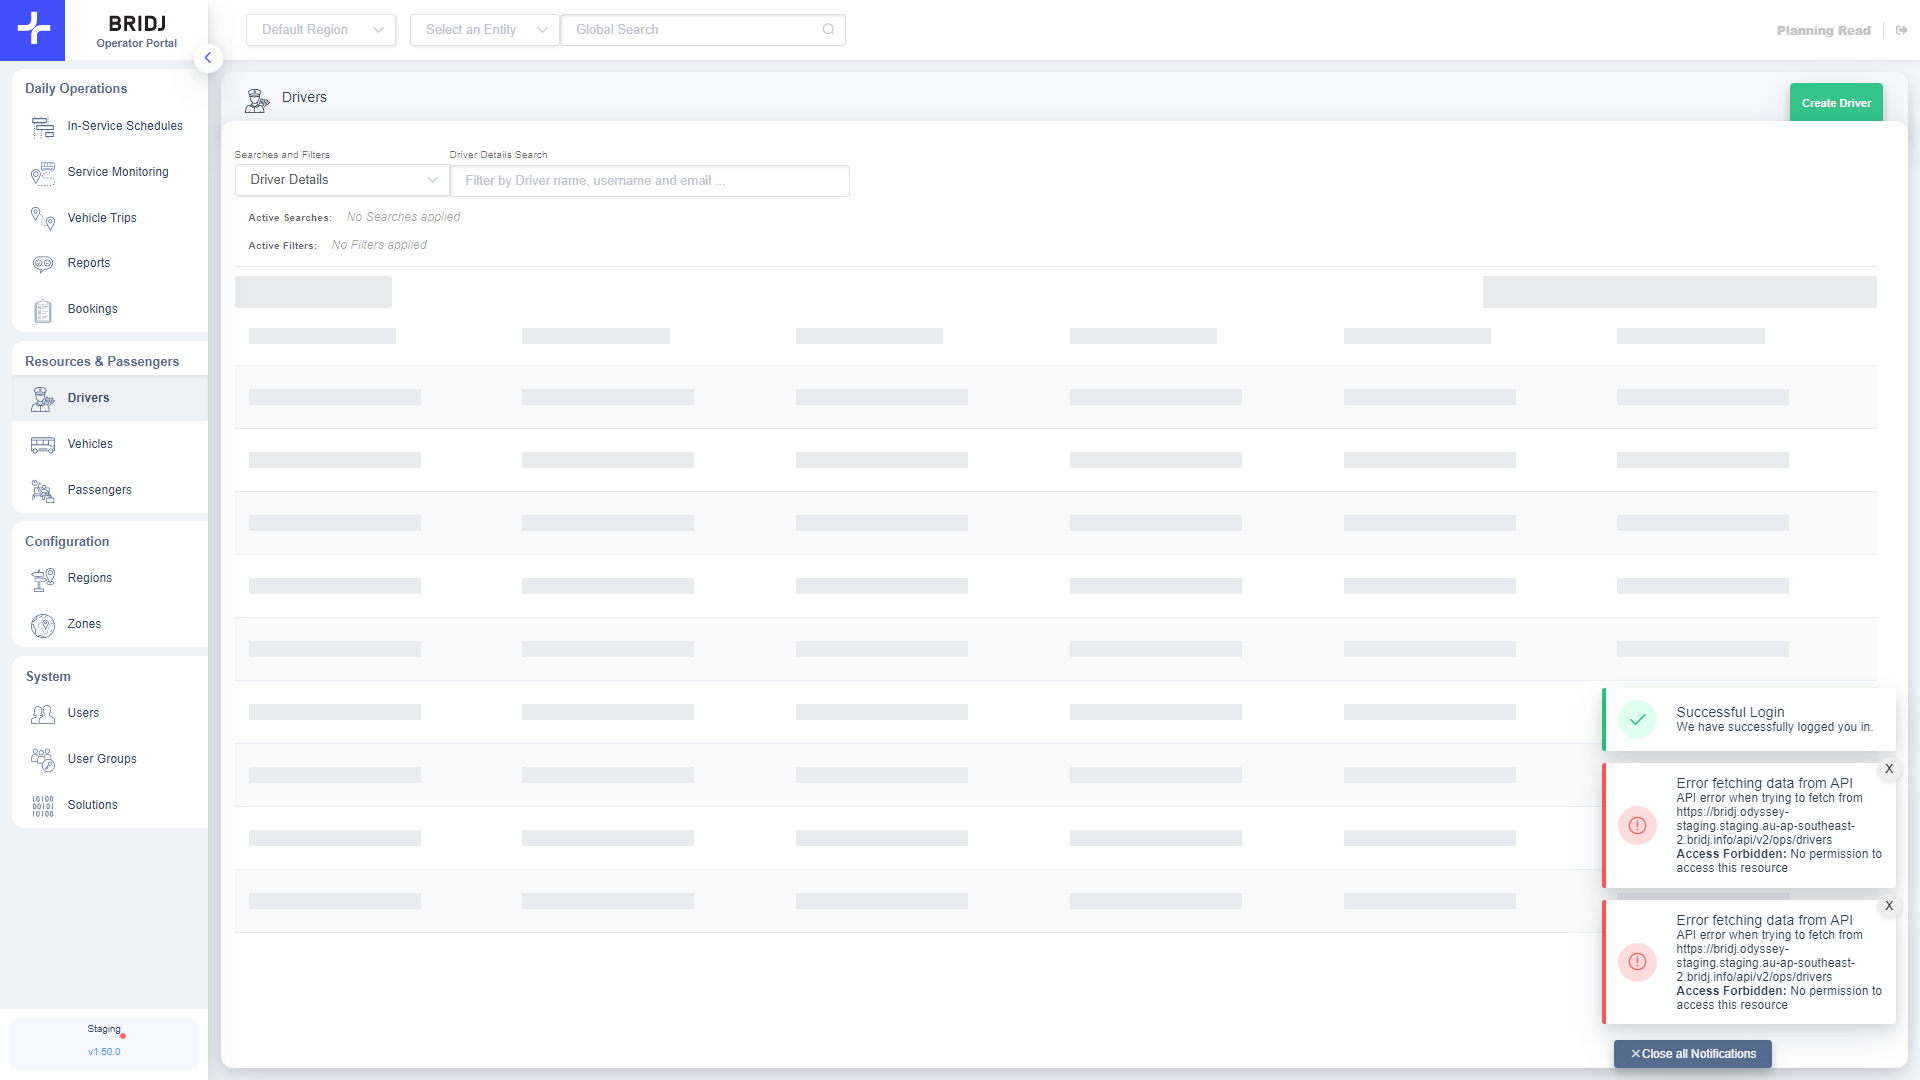 BRIDJ
Operator Portal
Default Region
Select an Entity
Global Search
Planning Read
Daily Operations
In-Service Schedules
Service Monitoring
Vehicle Trips
Reports
Bookings
Resources & Passengers
Drivers
Vehicles
Passengers
Configuration
Regions
Zones
System
Users
User Groups
Solutions
Staging
v1.50.0
Drivers
Create Driver
Searches and Filters
Driver Details Search
Driver Details
Filter by Driver name, username and email ...
Active Searches: No Searches applied
Active Filters: No Filters applied
Successful Login
We have successfully logged you in.
X
Error fetching data from API
API error when trying to fetch from
https://bridj.odyssey-
staging.staging.au-ap-southeast-
2.bridj.info/api/v2/ops/drivers
Access Forbidden: No permission to
access this resource
X
Error fetching data from API
API error when trying to fetch from
https://bridj.odyssey-
staging.staging.au-ap-southeast-
2.bridj.info/api/v2/ops/drivers
Access Forbidden: No permission to
access this resource
Close all Notifications